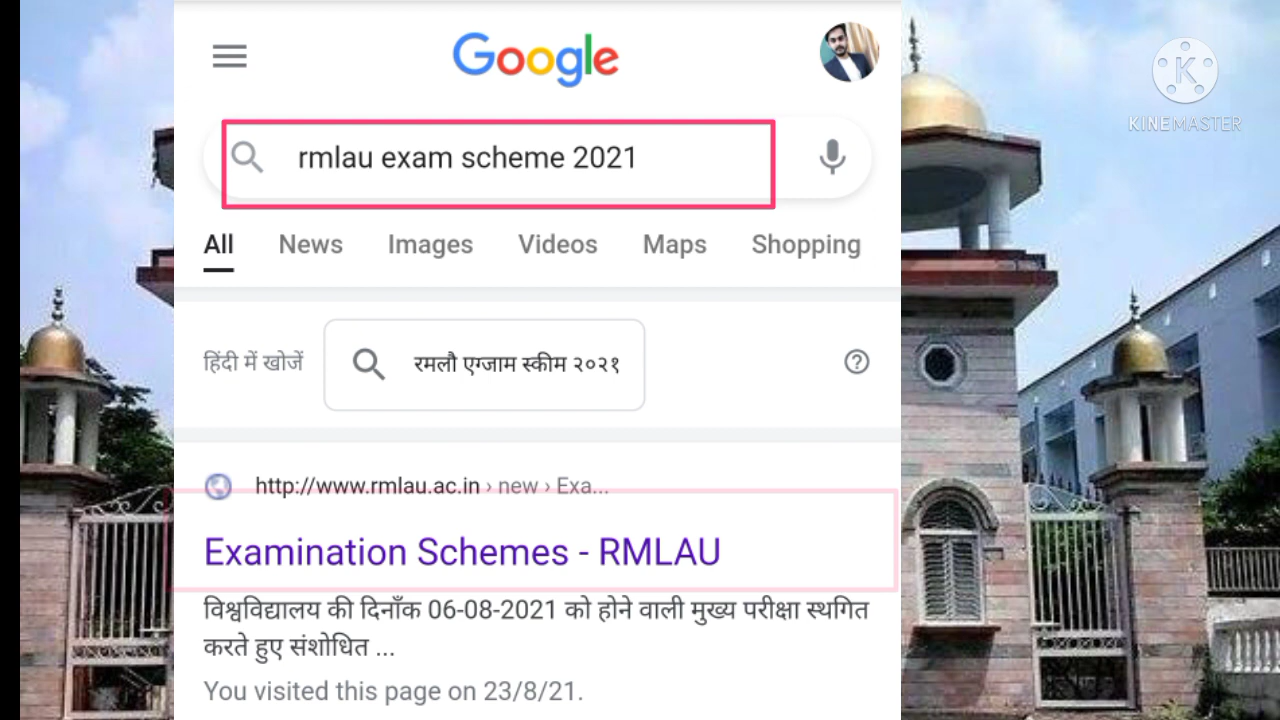 Google
K
KINEMASTER
rmlau exam scheme 2021
All News Images Videos Maps Shopping
हिंदी में खोजें
रमलौ एग्जाम स्कीम २०२१
http://www.rmlau.ac.in › new › Exa...
Examination Schemes - RMLAU
विश्वविद्यालय की दिनाँक 06-08-2021 को होने वाली मुख्य परीक्षा स्थगित
करते हुए संशोधित ...
You visited this page on 23/8/21.